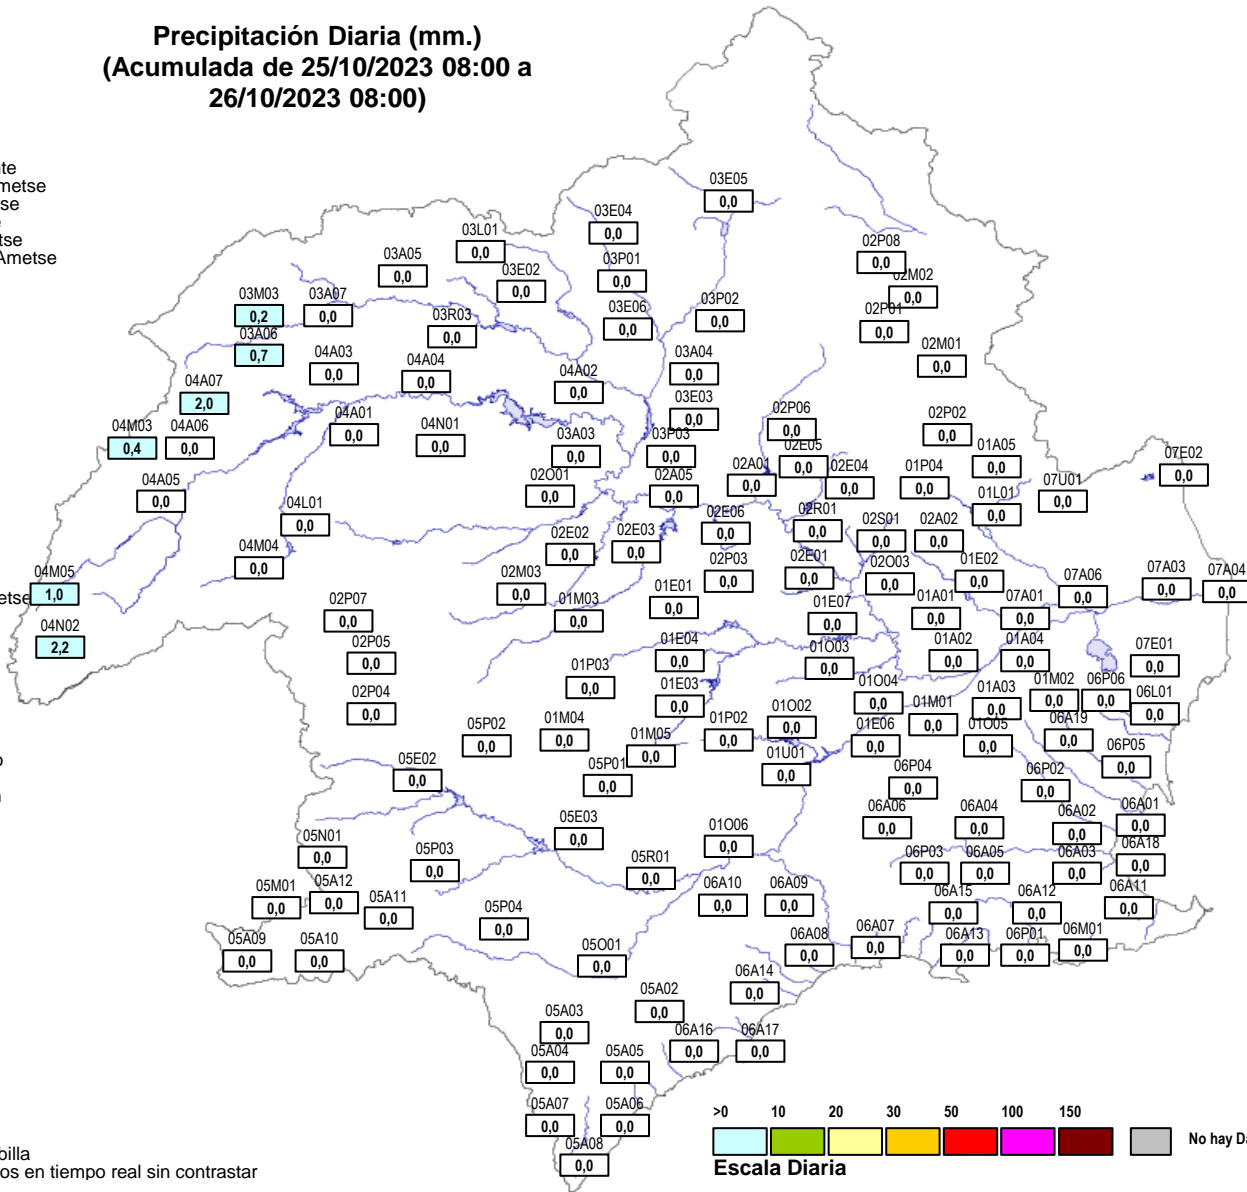 Precipitación Diaria (mm.)
(Acumulada de 25/10/2023 08:00 a
26/10/2023 08:00)
03E05
0,0
03E04
0,0
03L01
0,0
03A05
0,0
03E02
0,0
03P01
0,0
02P08
0,0
02M02
0,0
03M03
0,2
03A07
0,0
03R03
0,0
03E06
0,0
03P02
0,0
02P01
0,0
03A06
0,7
04A03
0,0
04A04
0,0
04A02
0,0
03A04
0,0
02M01
0,0
04A07
2,0
03E03
0,0
04M03
0,4
04A06
0,0
04A01
0,0
04N01
0,0
03A03
0,0
03P03
0,0
02P06
0,0
02P02
0,0
02E05
0,0
01A05
0,0
07E02
0,0
04A05
0,0
02O01
0,0
02A05
0,0
02A01
0,0
02E04
0,0
01P04
0,0
07U01
0,0
01L01
0,0
04L01
0,0
02E06
0,0
02R01
0,0
02S01
0,0
02A02
0,0
04M04
0,0
02E02
0,0
02E03
0,0
02P03
0,0
02E01
0,0
02O03
0,0
01E02
0,0
07A06
0,0
07A03
0,0
07A04
0,0
04M05
1,0
02M03
0,0
01M03
0,0
01E01
0,0
01E07
0,0
01A01
0,0
07A01
0,0
04N02
2,2
02P07
0,0
02P05
0,0
01E04
0,0
01O03
0,0
01A02
0,0
01A04
0,0
07E01
0,0
02P04
0,0
01P03
0,0
01E03
0,0
01O04
0,0
01A03
0,0
01M02
0,0
06P06
0,0
06L01
0,0
05P02
0,0
01M04
0,0
01M05
0,0
01P02
0,0
01O02
0,0
01E06
0,0
01M01
0,0
01O05
0,0
06A19
0,0
06P05
0,0
05E02
0,0
05P01
0,0
01U01
0,0
06P04
0,0
06P02
0,0
05E03
0,0
01O06
0,0
06A06
0,0
06A04
0,0
06A02
0,0
06A01
0,0
05N01
0,0
05P03
0,0
05R01
0,0
06P03
0,0
06A05
0,0
06A03
0,0
06A18
0,0
05M01
0,0
05A12
0,0
05A11
0,0
05P04
0,0
06A10
0,0
06A09
0,0
06A15
0,0
06A12
0,0
06A11
0,0
05A09
0,0
05A10
0,0
05O01
0,0
06A08
0,0
06A07
0,0
06A13
0,0
06P01
0,0
06M01
0,0
05A02
0,0
06A14
0,0
05A03
0,0
06A16
0,0
06A17
0,0
05A04
0,0
05A05
0,0
05A07
0,0
05A06
0,0
05A08
0,0
>0 10 20 30 50 100 150
No hay
Escala Diaria
en tiempo real sin contrastar